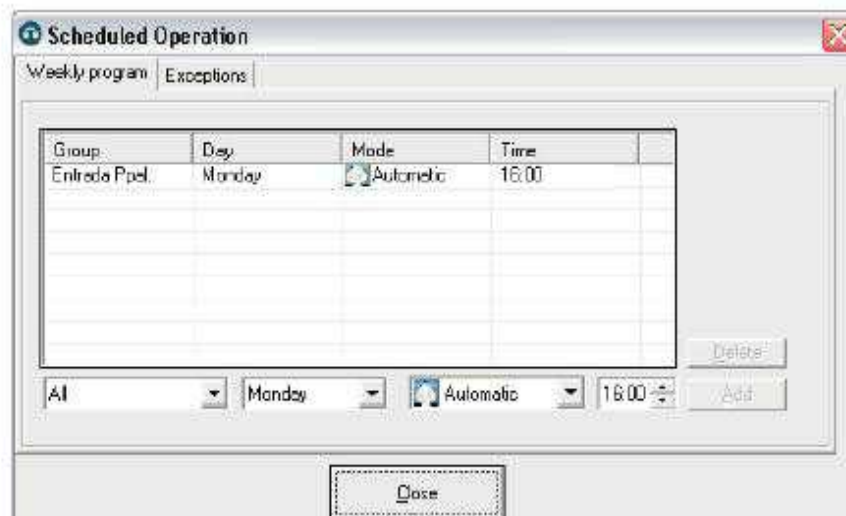 Scheduled Operation
Weekly program Exceptions
Group Day Mode Time
Entrada Ppal. Monday Automatic 16:00
Delete
All Monday Automatic 16:00 Add
Close